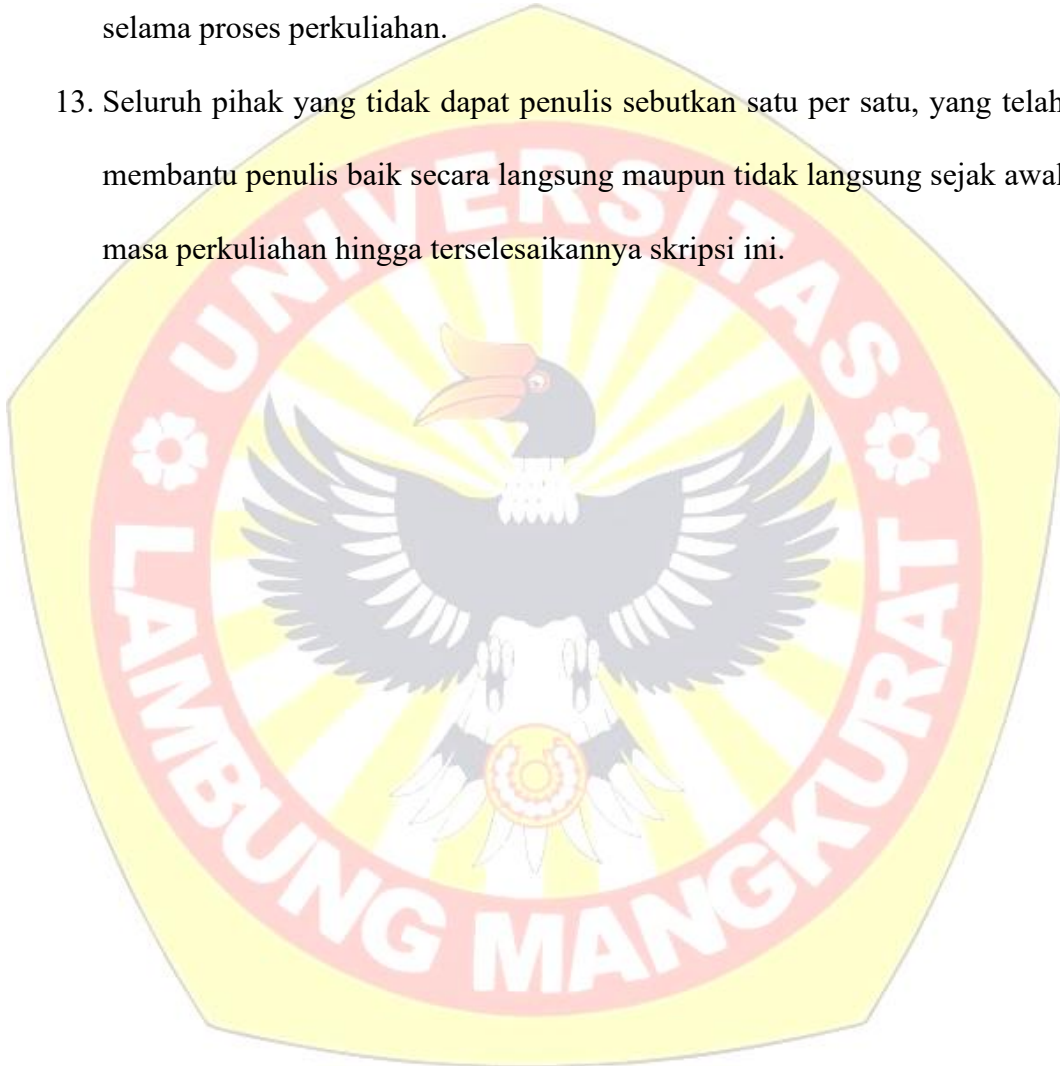 selama proses perkuliahan.
13. Seluruh pihak yang tidak dapat penulis sebutkan satu per satu, yang telah
membantu penulis baik secara langsung maupun tidak langsung sejak awal
masa perkuliahan hingga terselesaikannya skripsi ini.
UNIVERSITAS
LAMBUNG MANGKURAT